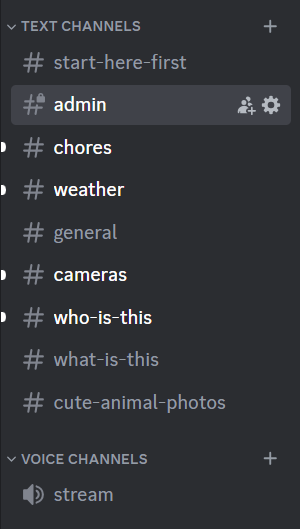 TEXT CHANNELS
start-here-first
admin
chores
weather
general
cameras
who-is-this
what-is-this
cute-animal-photos
VOICE CHANNELS
stream